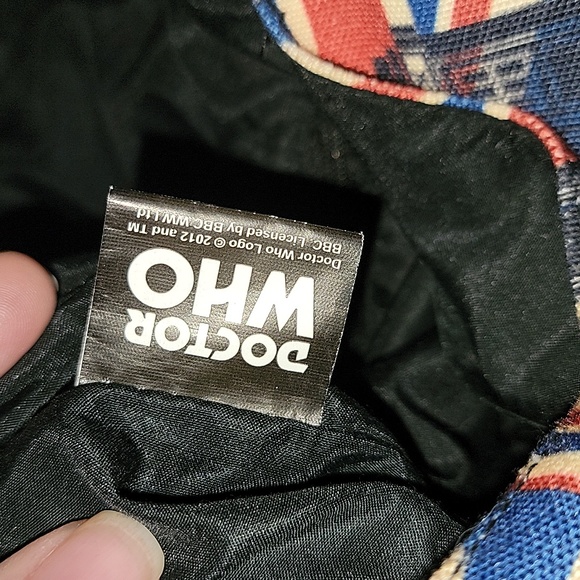 DOCTOR
WHO
Doctor Who Logo © 2012 and TM
BBC. Licensed by BBC WW Ltd.